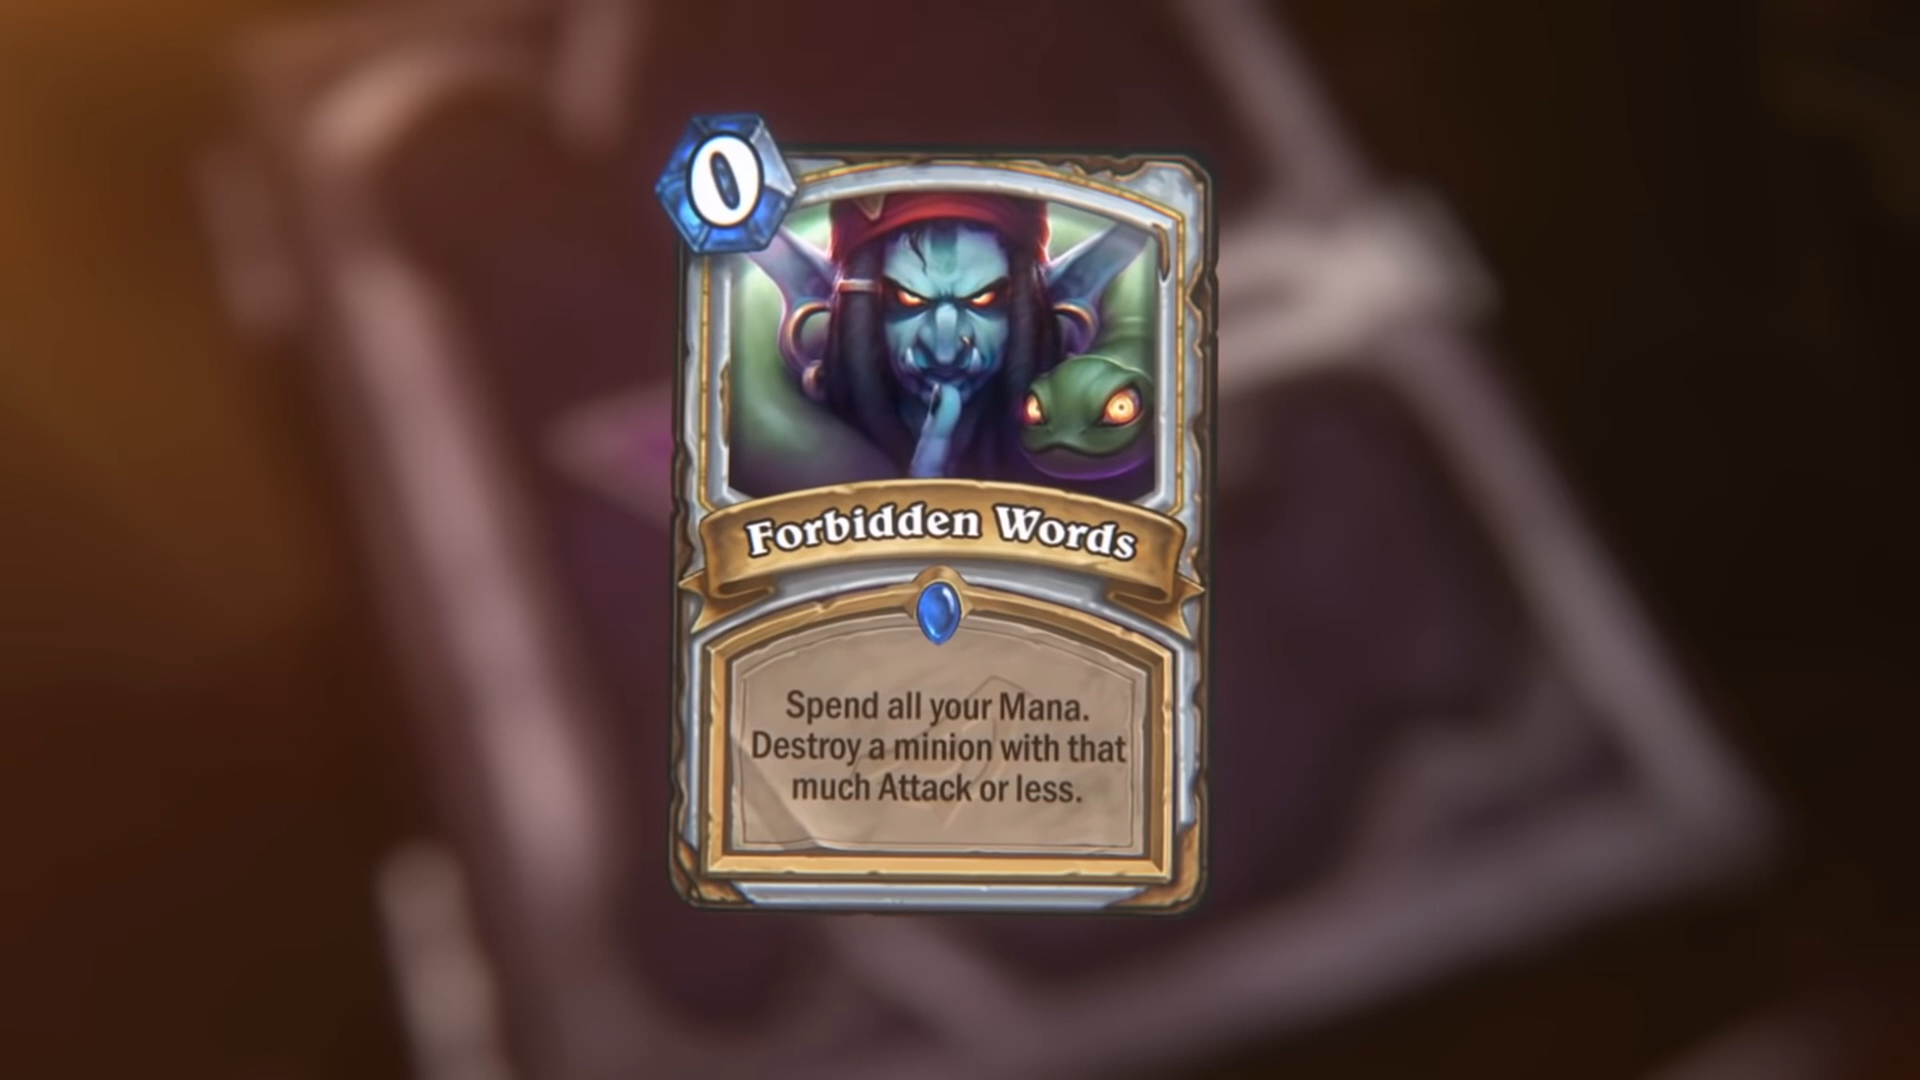 0
Forbidden Words
Spend all your Mana.
Destroy a minion with that
much Attack or less.